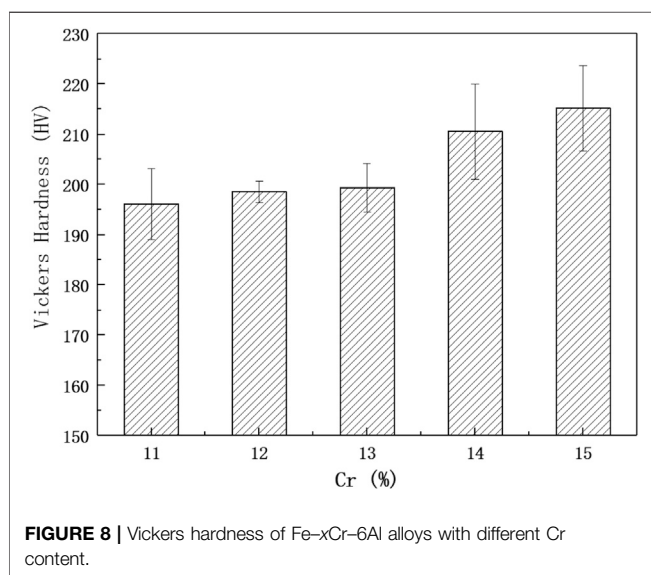 230
220
210
200
190
180
170
160
150
Vickers Hardness (HV)
11 12 13 14 15
Cr (%)
FIGURE 8 | Vickers hardness of Fe–xCr–6Al alloys with different Cr
content.